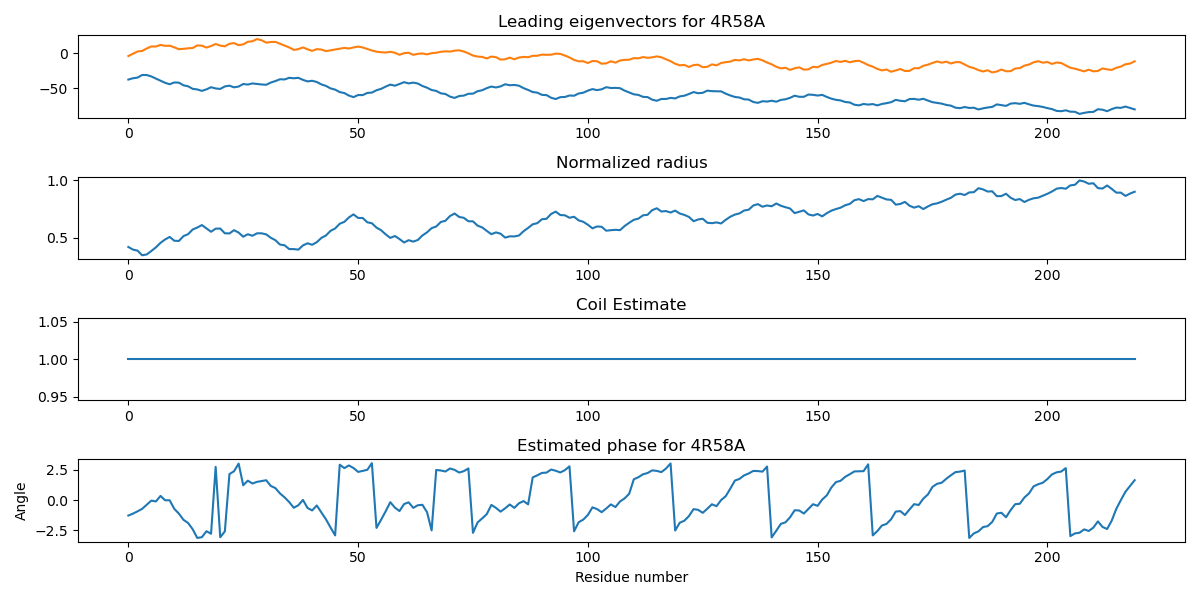 Leading eigenvectors for 4R58A
0
−50
0 50 100 150 200
Normalized radius
1.0
0.5
0 50 100 150 200
Coil Estimate
1.05
1.00
0.95
0 50 100 150 200
Estimated phase for 4R58A
Angle
2.5
0.0
−2.5
0 50 100 150 200
Residue number